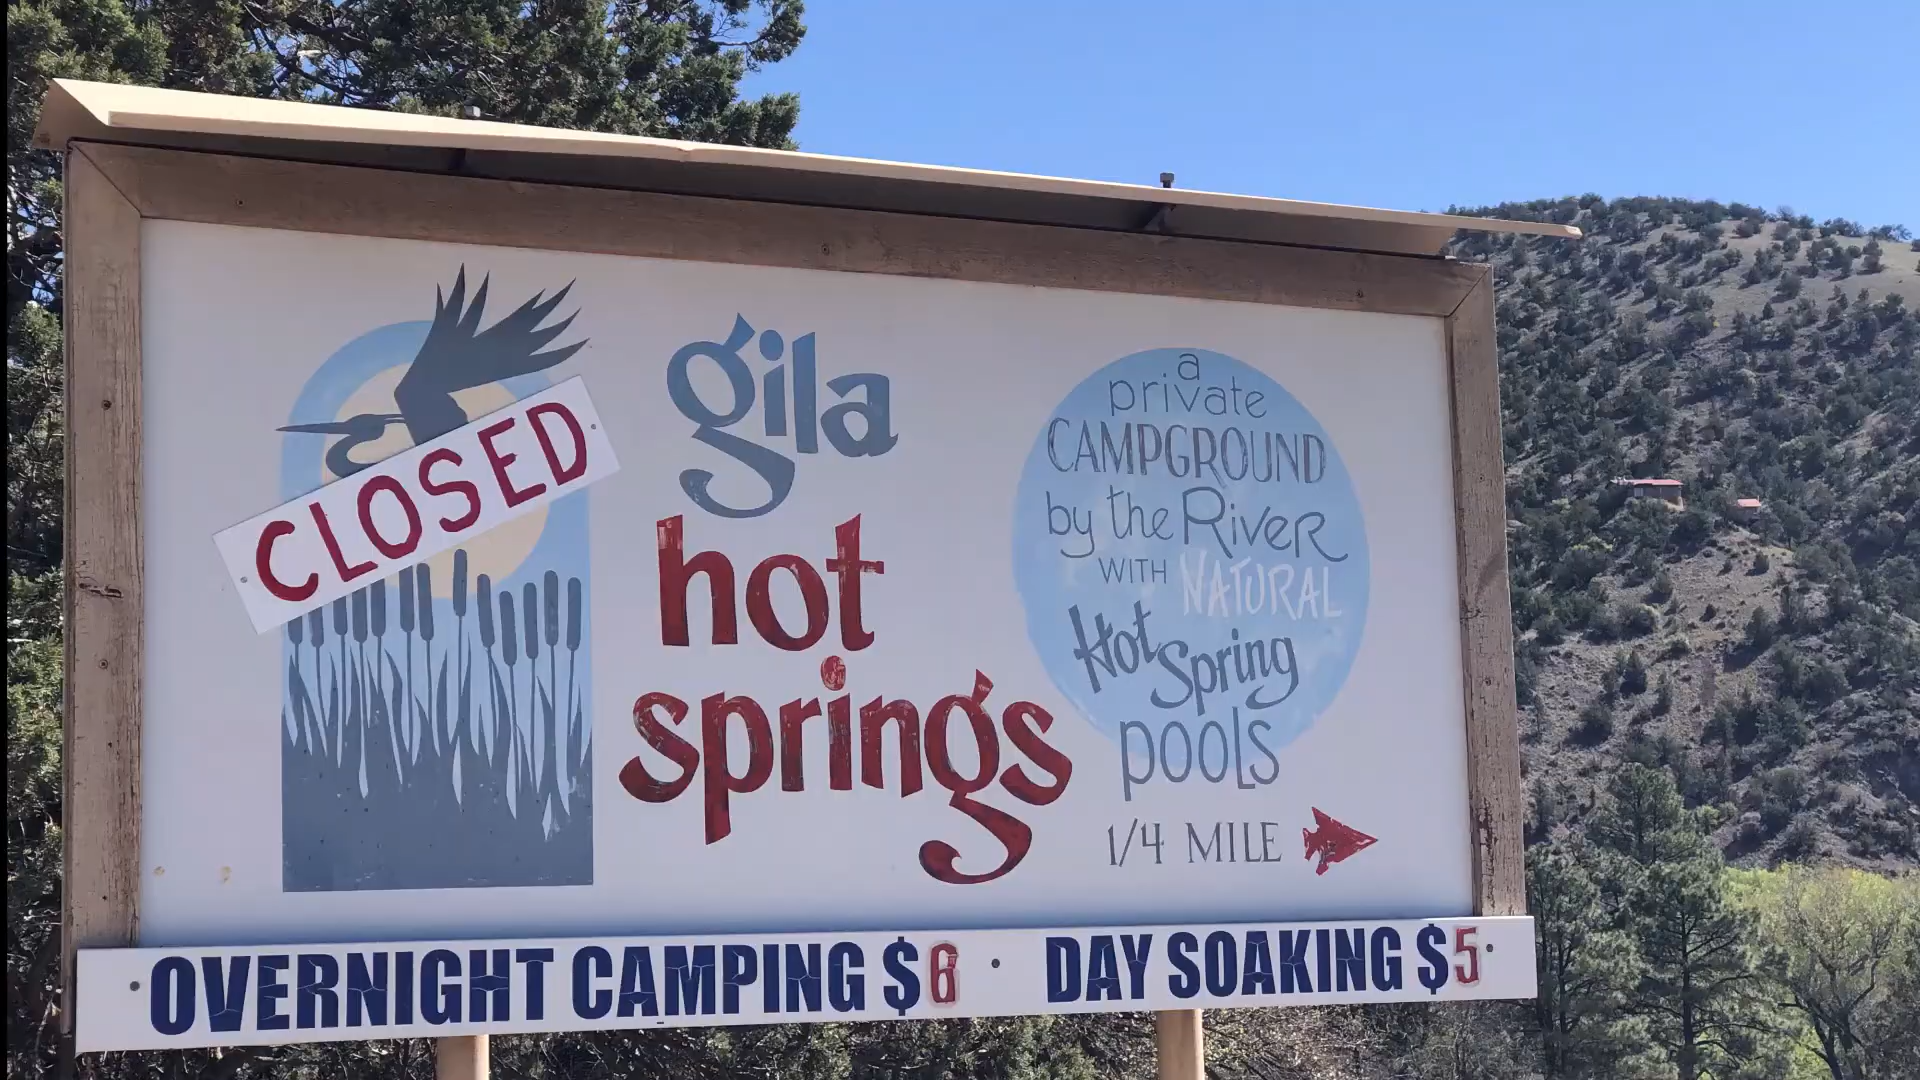 CLOSED
gila
hot
springs
a
private
CAMPGROUND
by the RiVER
WITH NATURAL
Hot Spring
pools
1/4 MILE
OVERNIGHT CAMPING $6 · DAY SOAKING $5